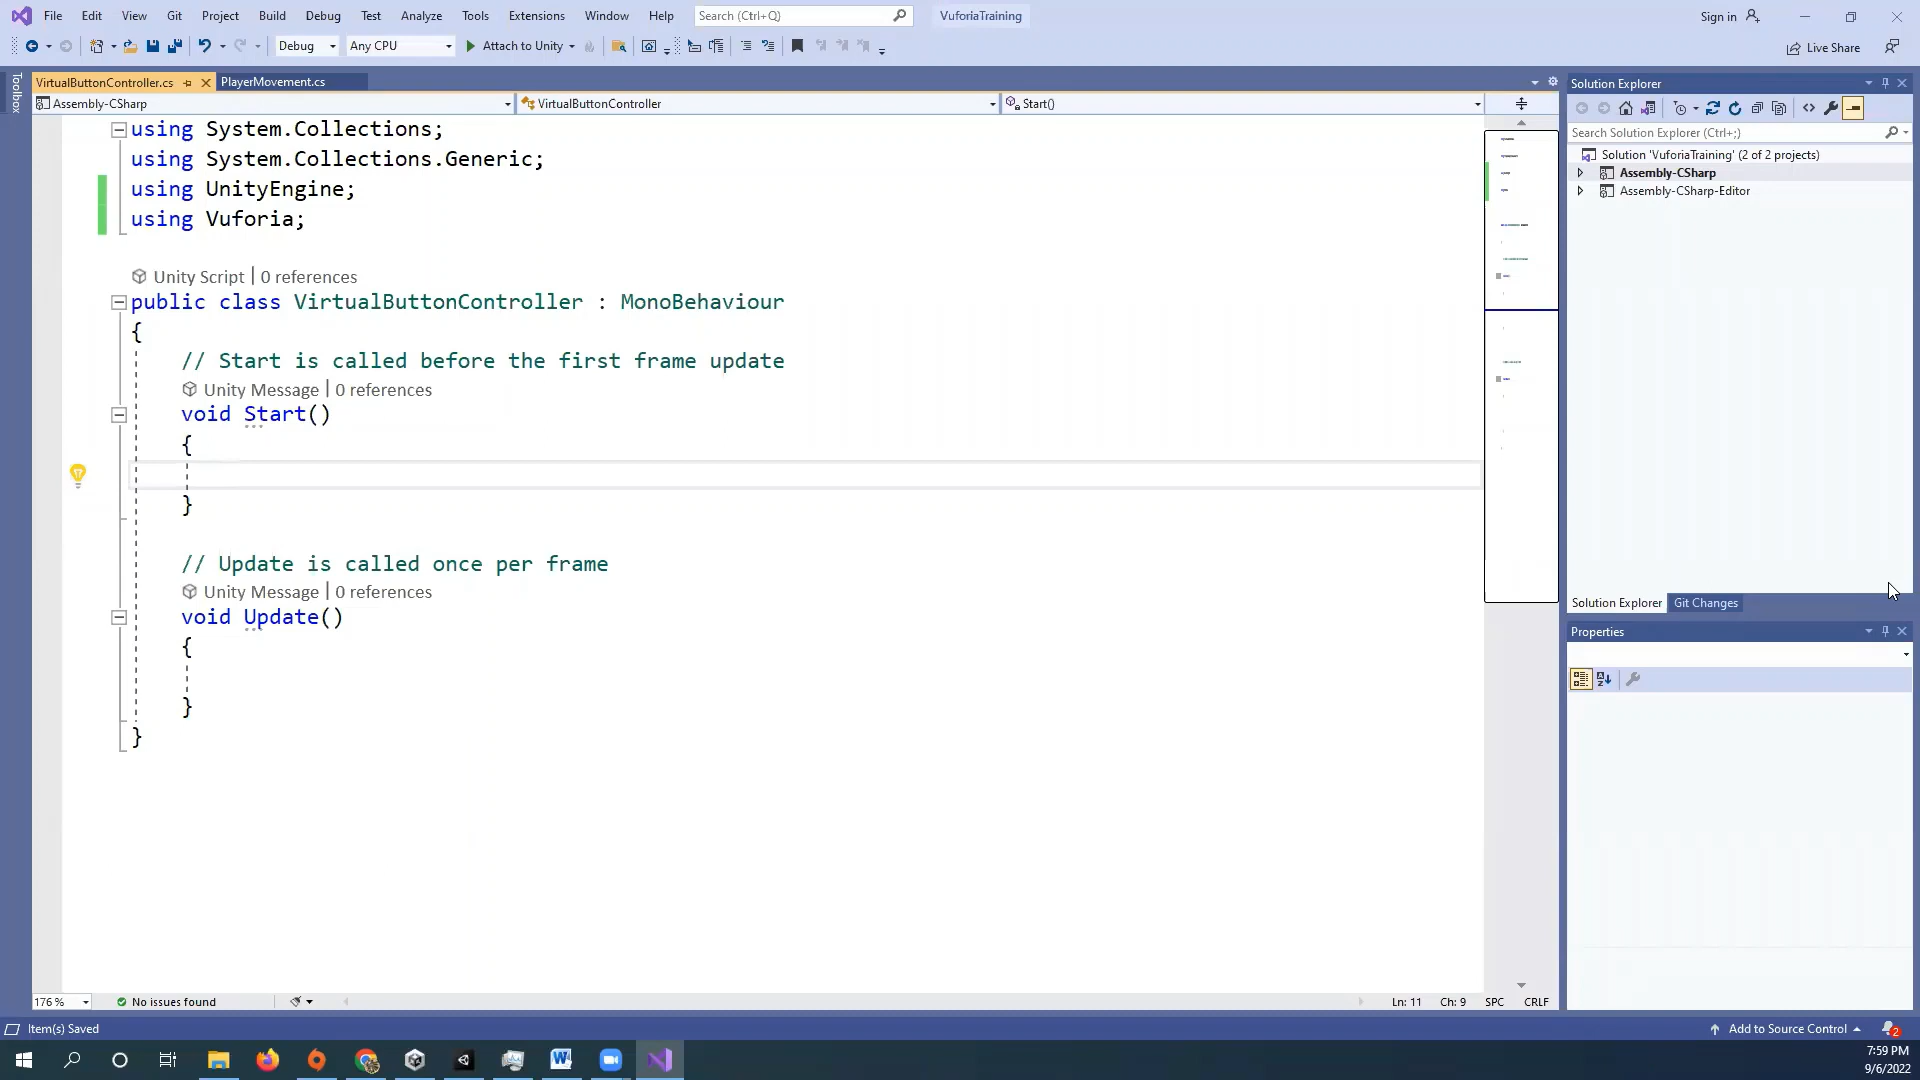 File Edit View Git Project Build Debug Test Analyze Tools Extensions Window Help Search (Ctrl+Q) VuforiaTraining Sign in
Debug Any CPU Attach to Unity Live Share
Toolbox
VirtualButtonController.cs PlayerMovement.cs
Assembly-CSharp VirtualButtonController Start()
using System.Collections;
using System.Collections.Generic;
using UnityEngine;
using Vuforia;
Unity Script | 0 references
public class VirtualButtonController : MonoBehaviour
{
// Start is called before the first frame update
Unity Message | 0 references
void Start()
{
}
// Update is called once per frame
Unity Message | 0 references
void Update()
{
}
}
Solution Explorer
Search Solution Explorer (Ctrl+;)
Solution 'VuforiaTraining' (2 of 2 projects)
Assembly-CSharp
Assembly-CSharp-Editor
Solution Explorer Git Changes
Properties
176 % No issues found Ln: 11 Ch: 9 SPC CRLF
Item(s) Saved Add to Source Control 2
7:59 PM
9/6/2022